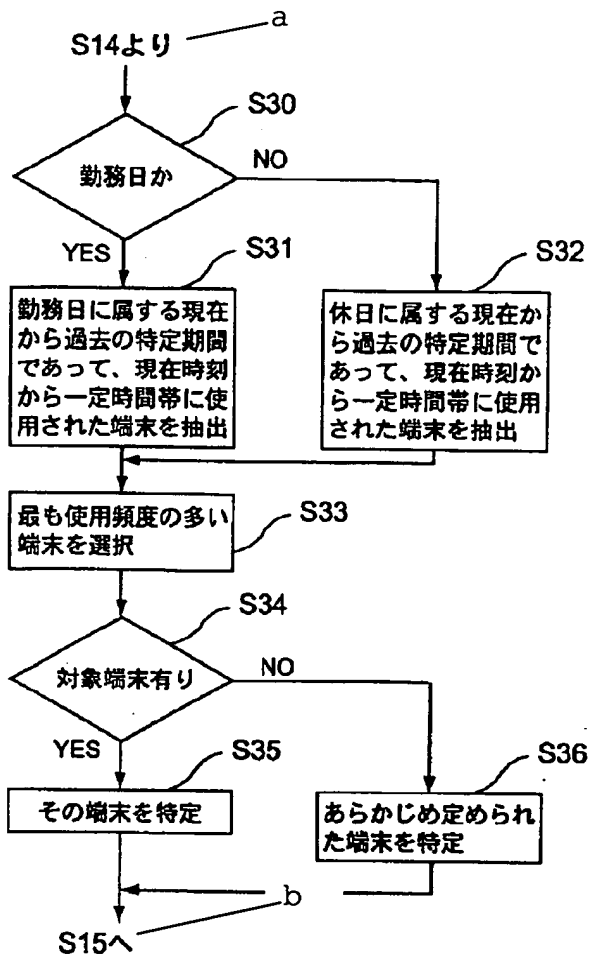 a
S14より
S30
勤務日か
NO
YES
S31
S32
勤務日に属する現在
から過去の特定期間
であって、現在時刻
から一定時間帯に使
用された端末を抽出
休日に属する現在か
ら過去の特定期間で
あって、現在時刻か
ら一定時間帯に使用
された端末を抽出
最も使用頻度の多い
端末を選択
S33
S34
対象端末有り
NO
YES
S35
S36
その端末を特定
あらかじめ定められ
た端末を特定
b
S15へ